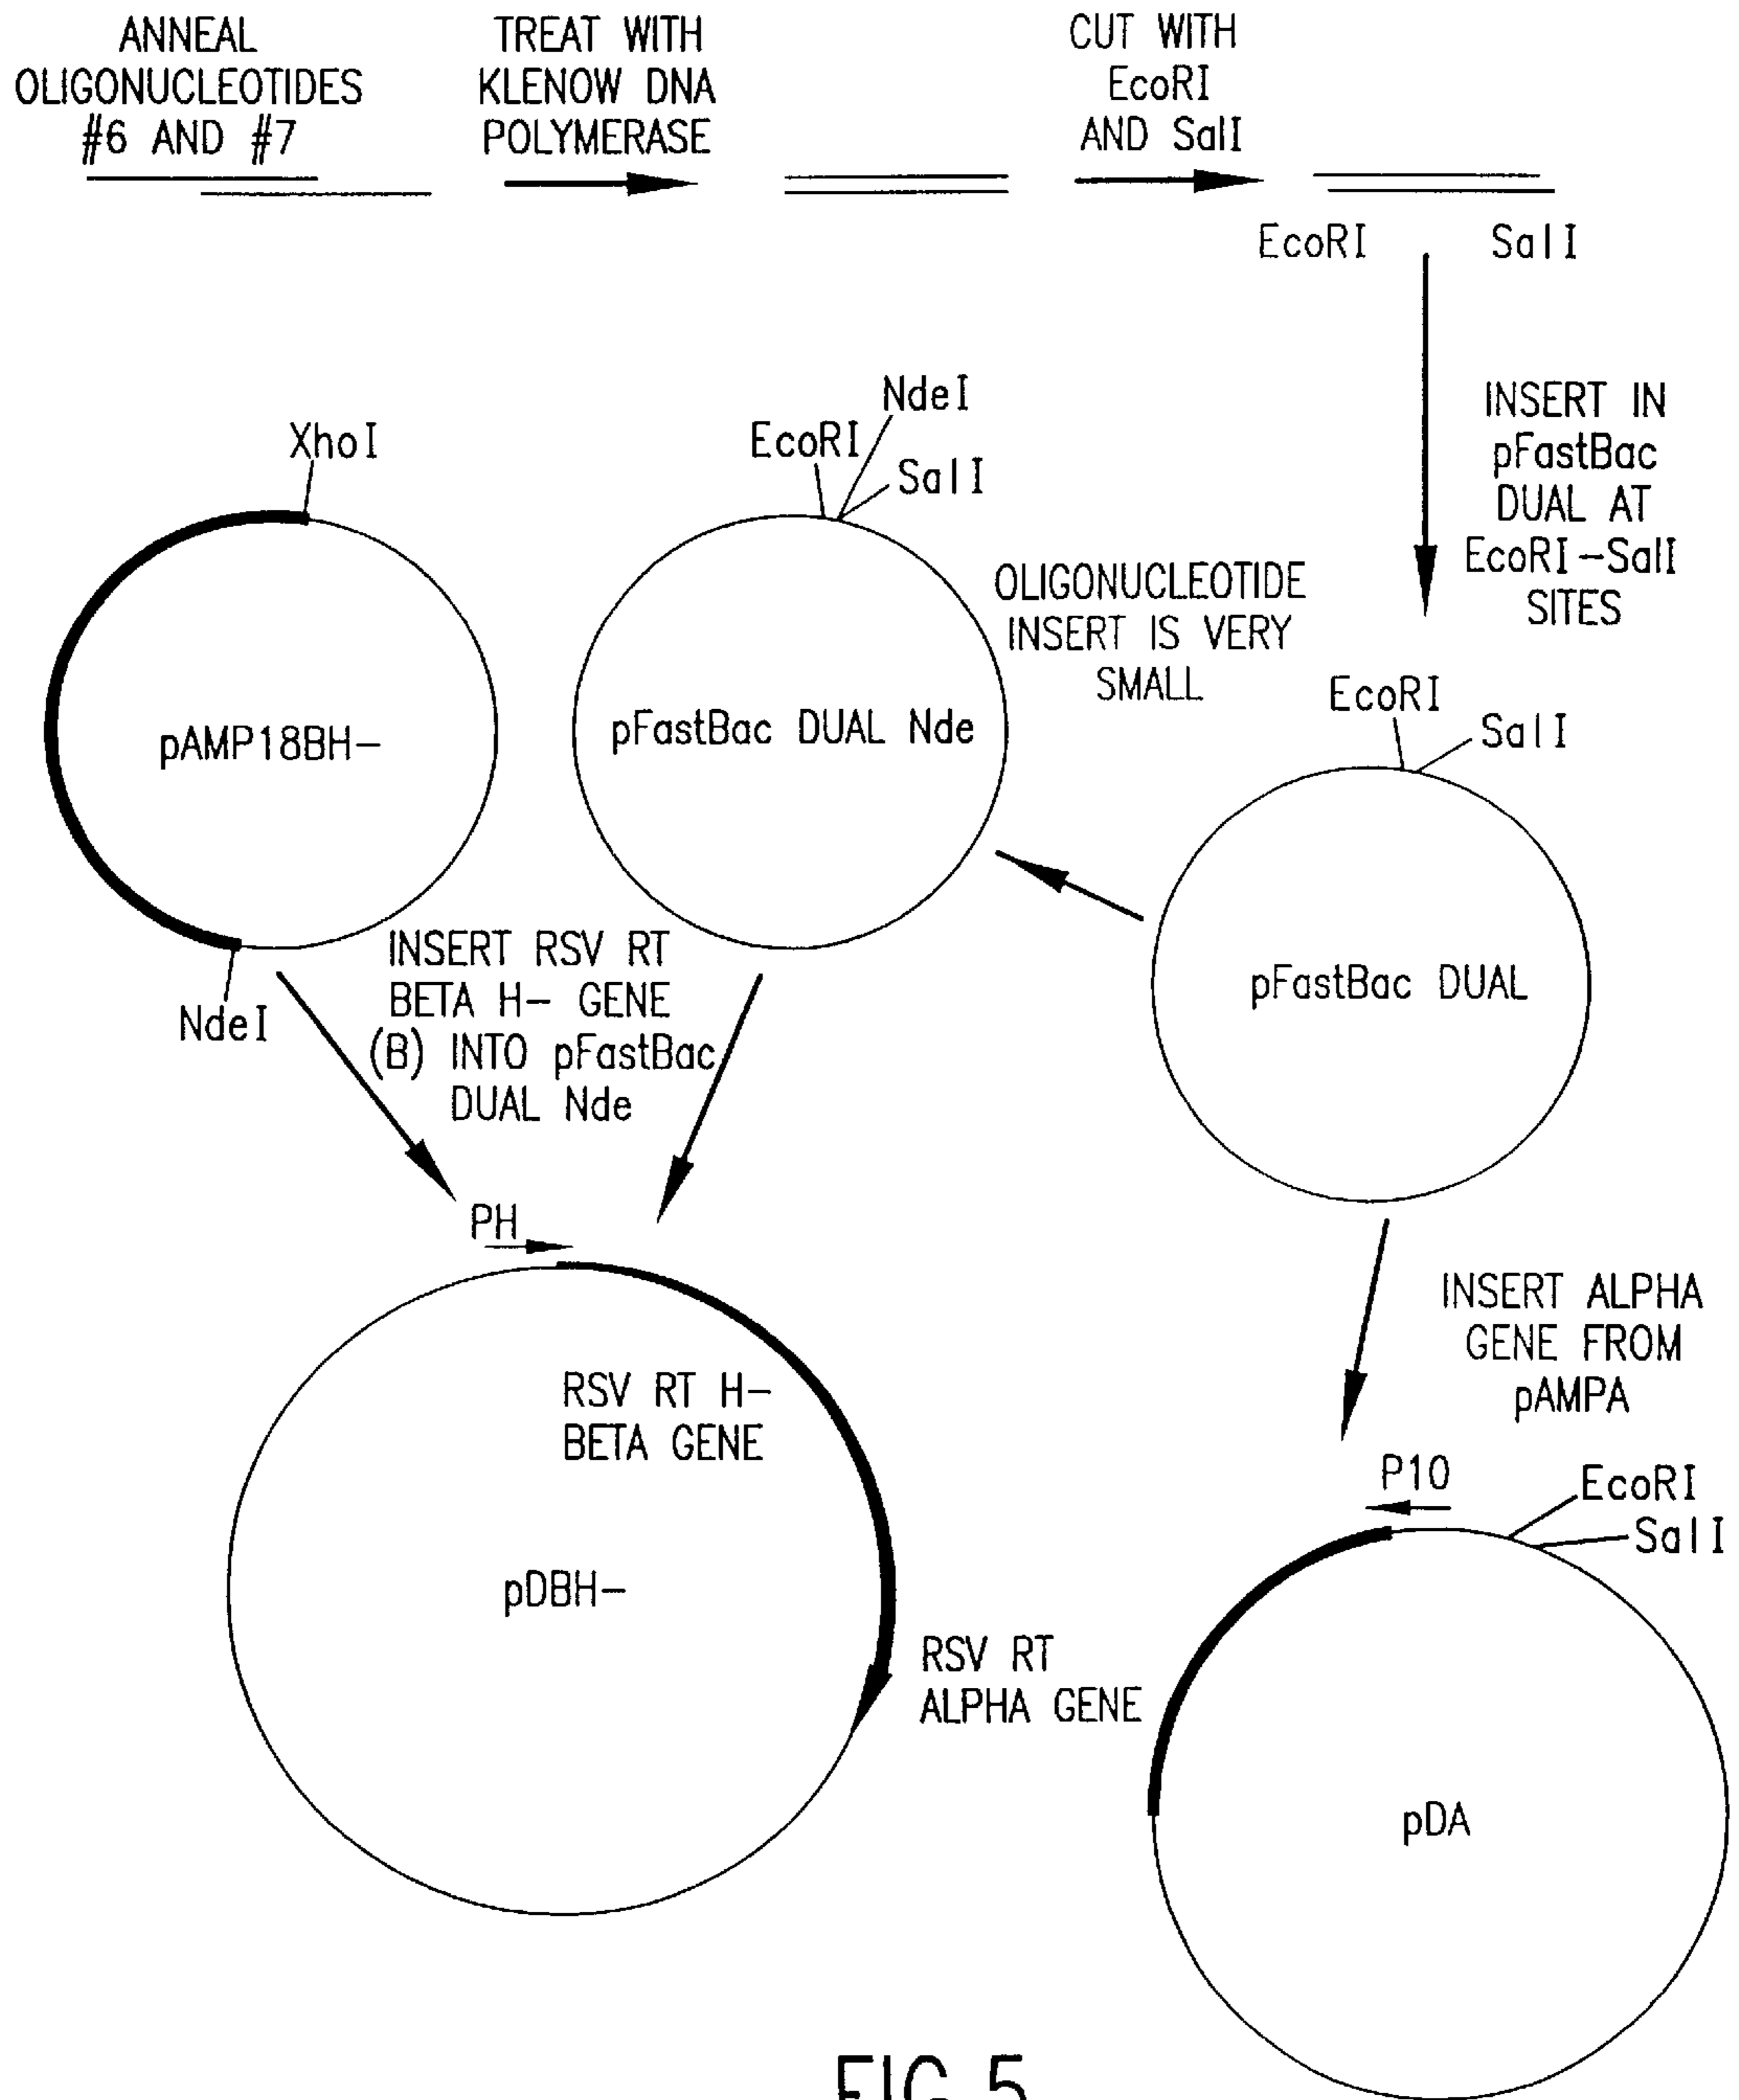 ANNEAL
OLIGONUCLEOTIDES
#6 AND #7
TREAT WITH
KLENOW DNA
POLYMERASE
CUT WITH
EcoRI
AND SalI
EcoRI
SalI
INSERT IN
pFastBac
DUAL AT
EcoRI-SalI
SITES
XhoI
pAMP18BH-
NdeI
EcoRI
NdeI
SalI
pFastBac DUAL Nde
OLIGONUCLEOTIDE
INSERT IS VERY
SMALL
EcoRI
SalI
pFastBac DUAL
INSERT RSV RT
BETA H- GENE
(B) INTO pFastBac
DUAL Nde
PH
RSV RT H-
BETA GENE
pDBH-
INSERT ALPHA
GENE FROM
pAMPA
P10
EcoRI
SalI
RSV RT
ALPHA GENE
pDA
FIG.5